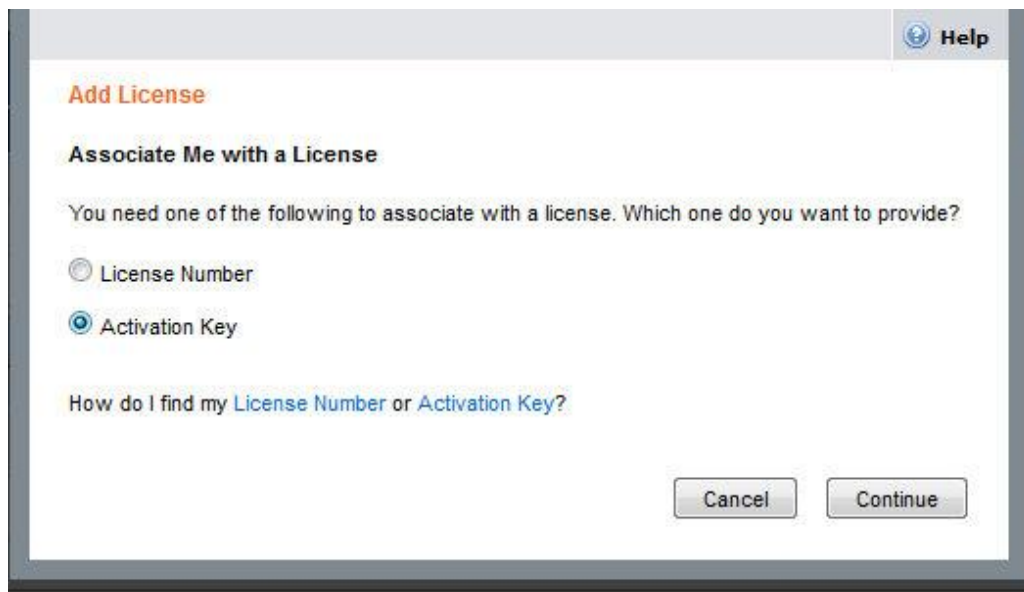 Help
Add License
Associate Me with a License
You need one of the following to associate with a license. Which one do you want to provide?
License Number
Activation Key
How do I find my License Number or Activation Key?
Cancel Continue